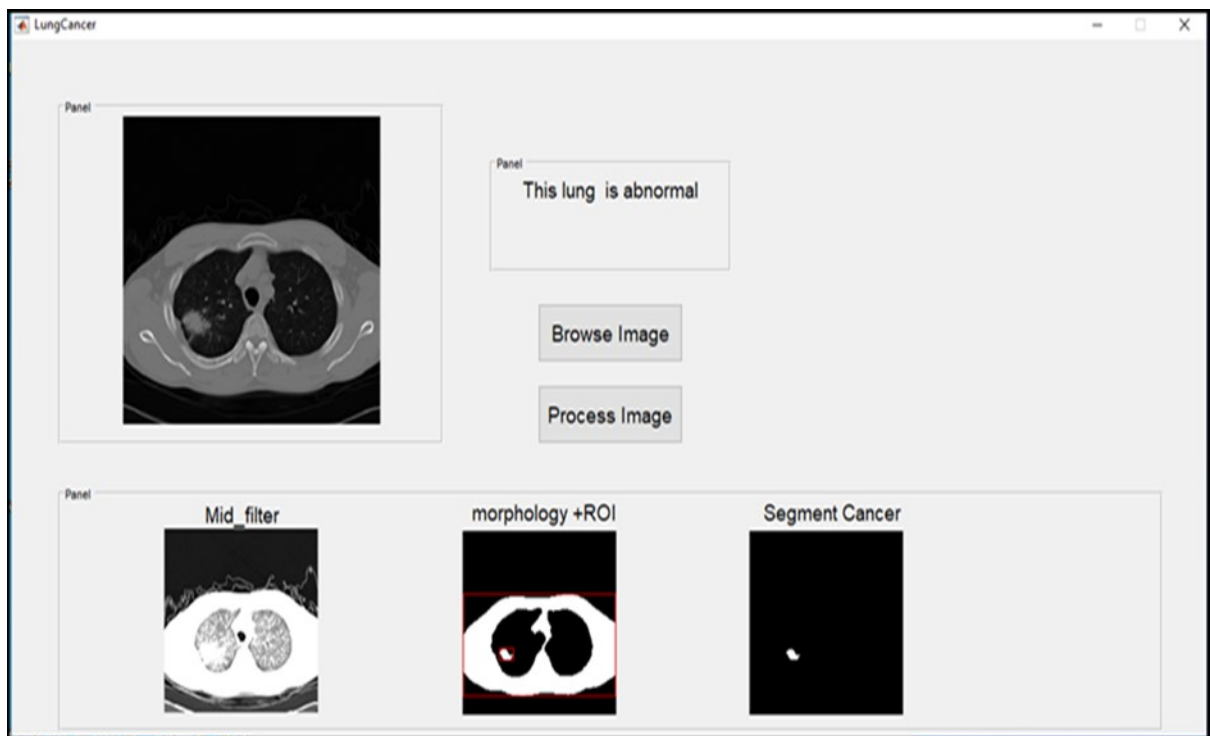 LungCancer
Panel
Panel
This lung is abnormal
Browse Image
Process Image
Panel
Mid_filter
morphology +ROI
Segment Cancer